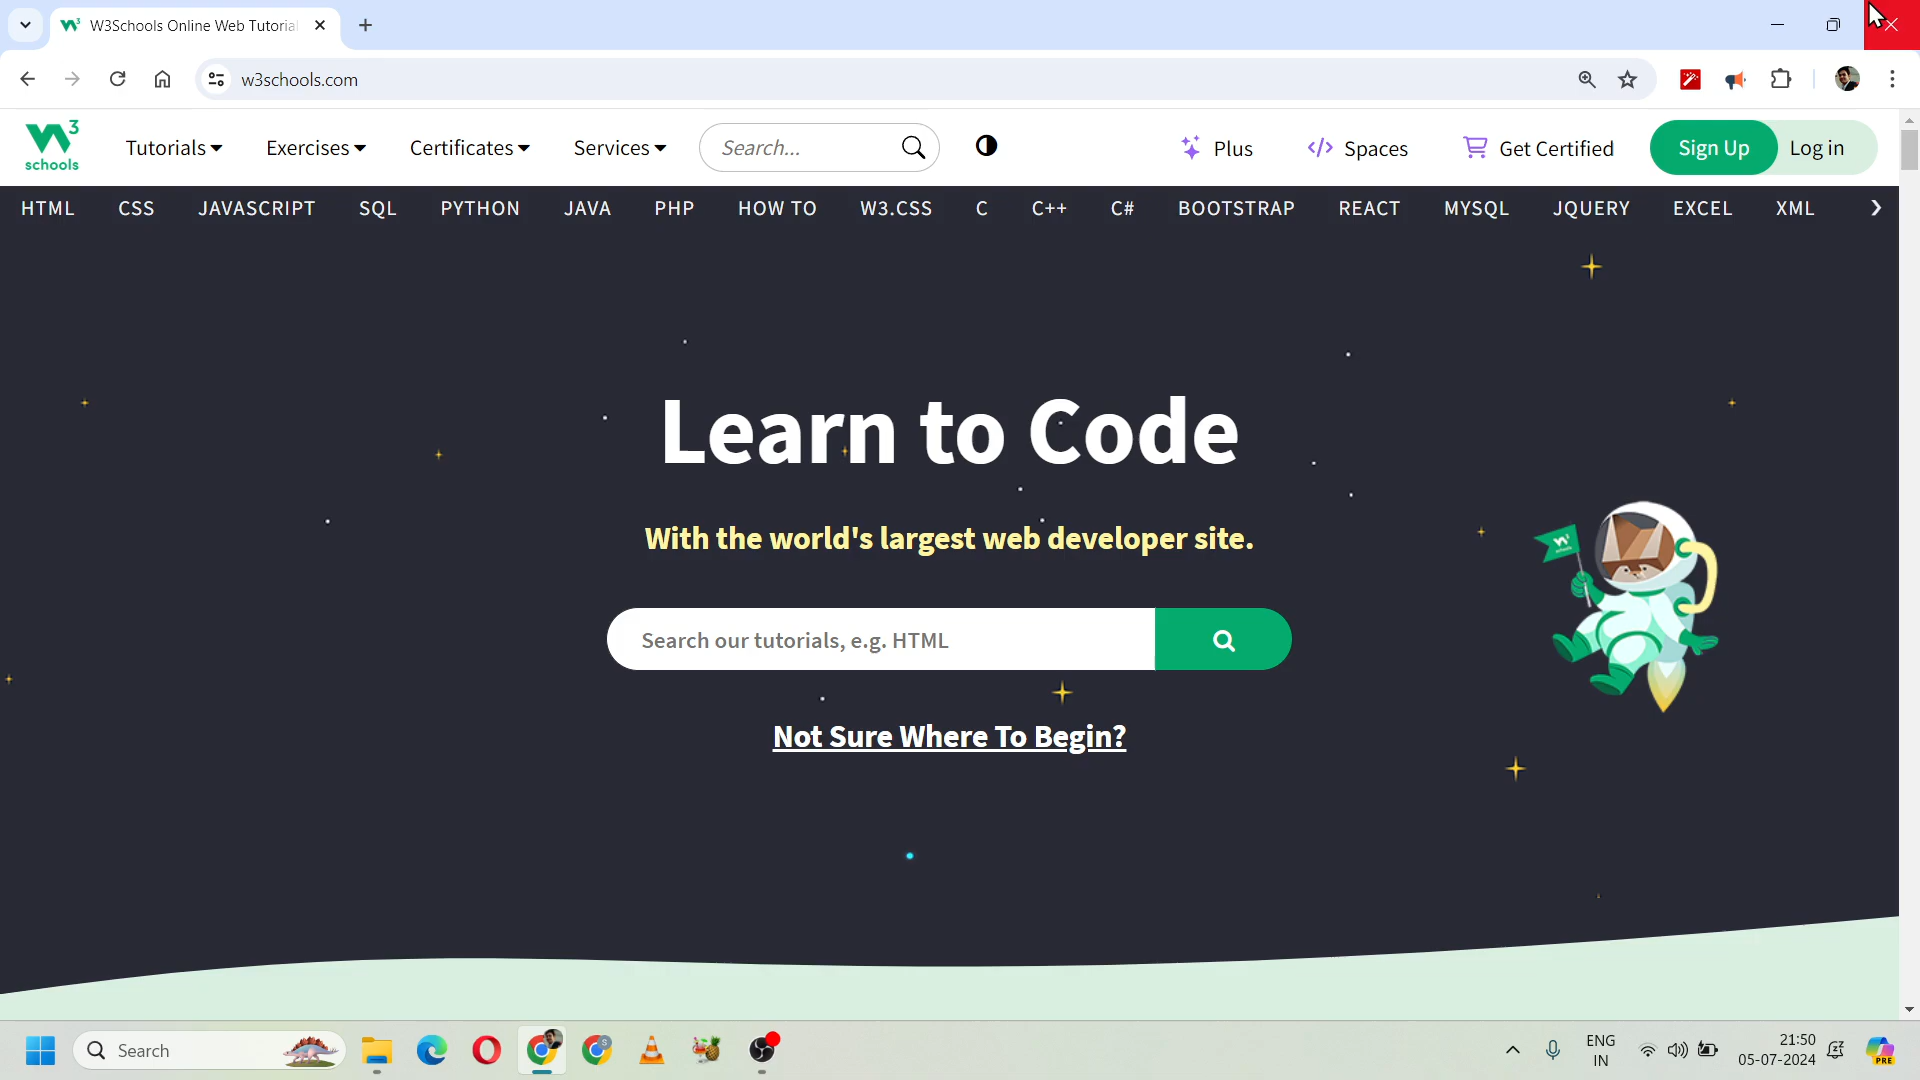 W3Schools Online Web Tutorial
w3schools.com
3
schools
Tutorials Exercises Certificates Services Search... Plus Spaces Get Certified Sign Up Log in
HTML CSS JAVASCRIPT SQL PYTHON JAVA PHP HOW TO W3.CSS C C++ C# BOOTSTRAP REACT MYSQL JQUERY EXCEL XML
Learn to Code
With the world's largest web developer site.
Search our tutorials, e.g. HTML
Not Sure Where To Begin?
Search
ENG
IN
21:50
05-07-2024
PRE